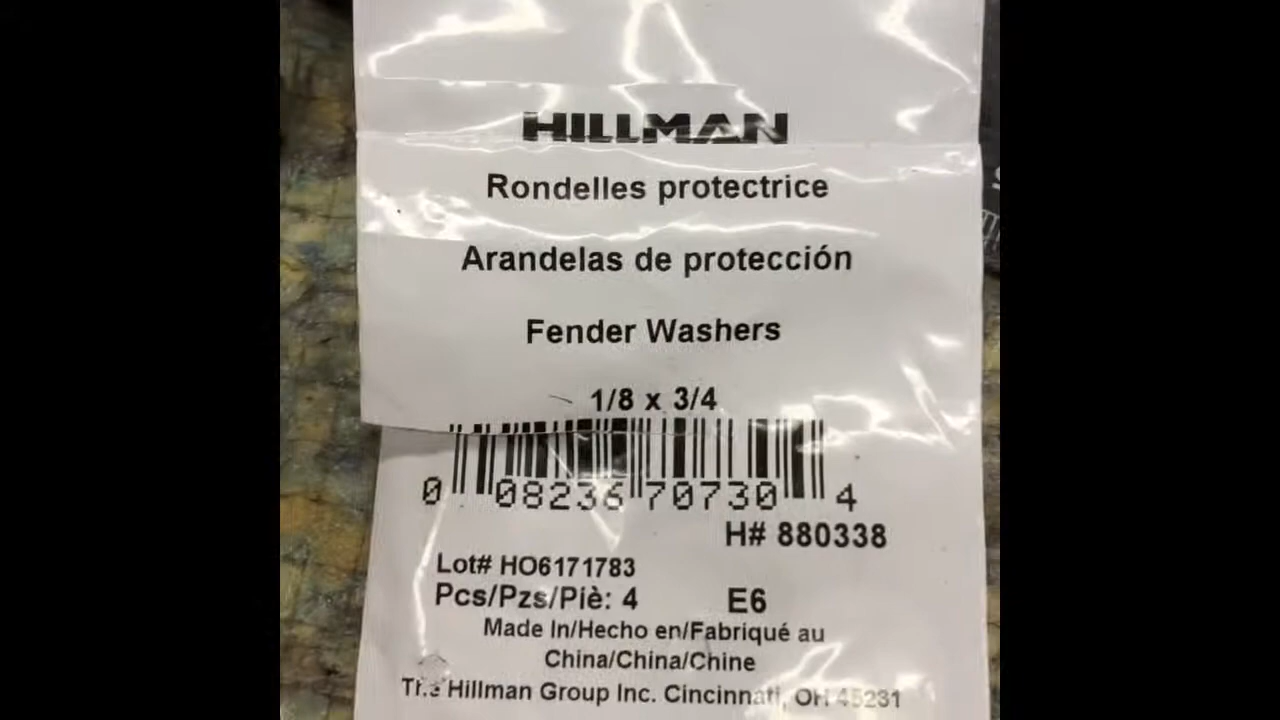 HILLMAN
Rondelles protectrice
Arandelas de protección
Fender Washers
1/8 x 3/4
0 08236 70730 4
H# 880338
Lot# HO6171783
Pcs/Pzs/Piè: 4 E6
Made In/Hecho en/Fabriqué au
China/China/Chine
The Hillman Group Inc. Cincinnati, OH 45231